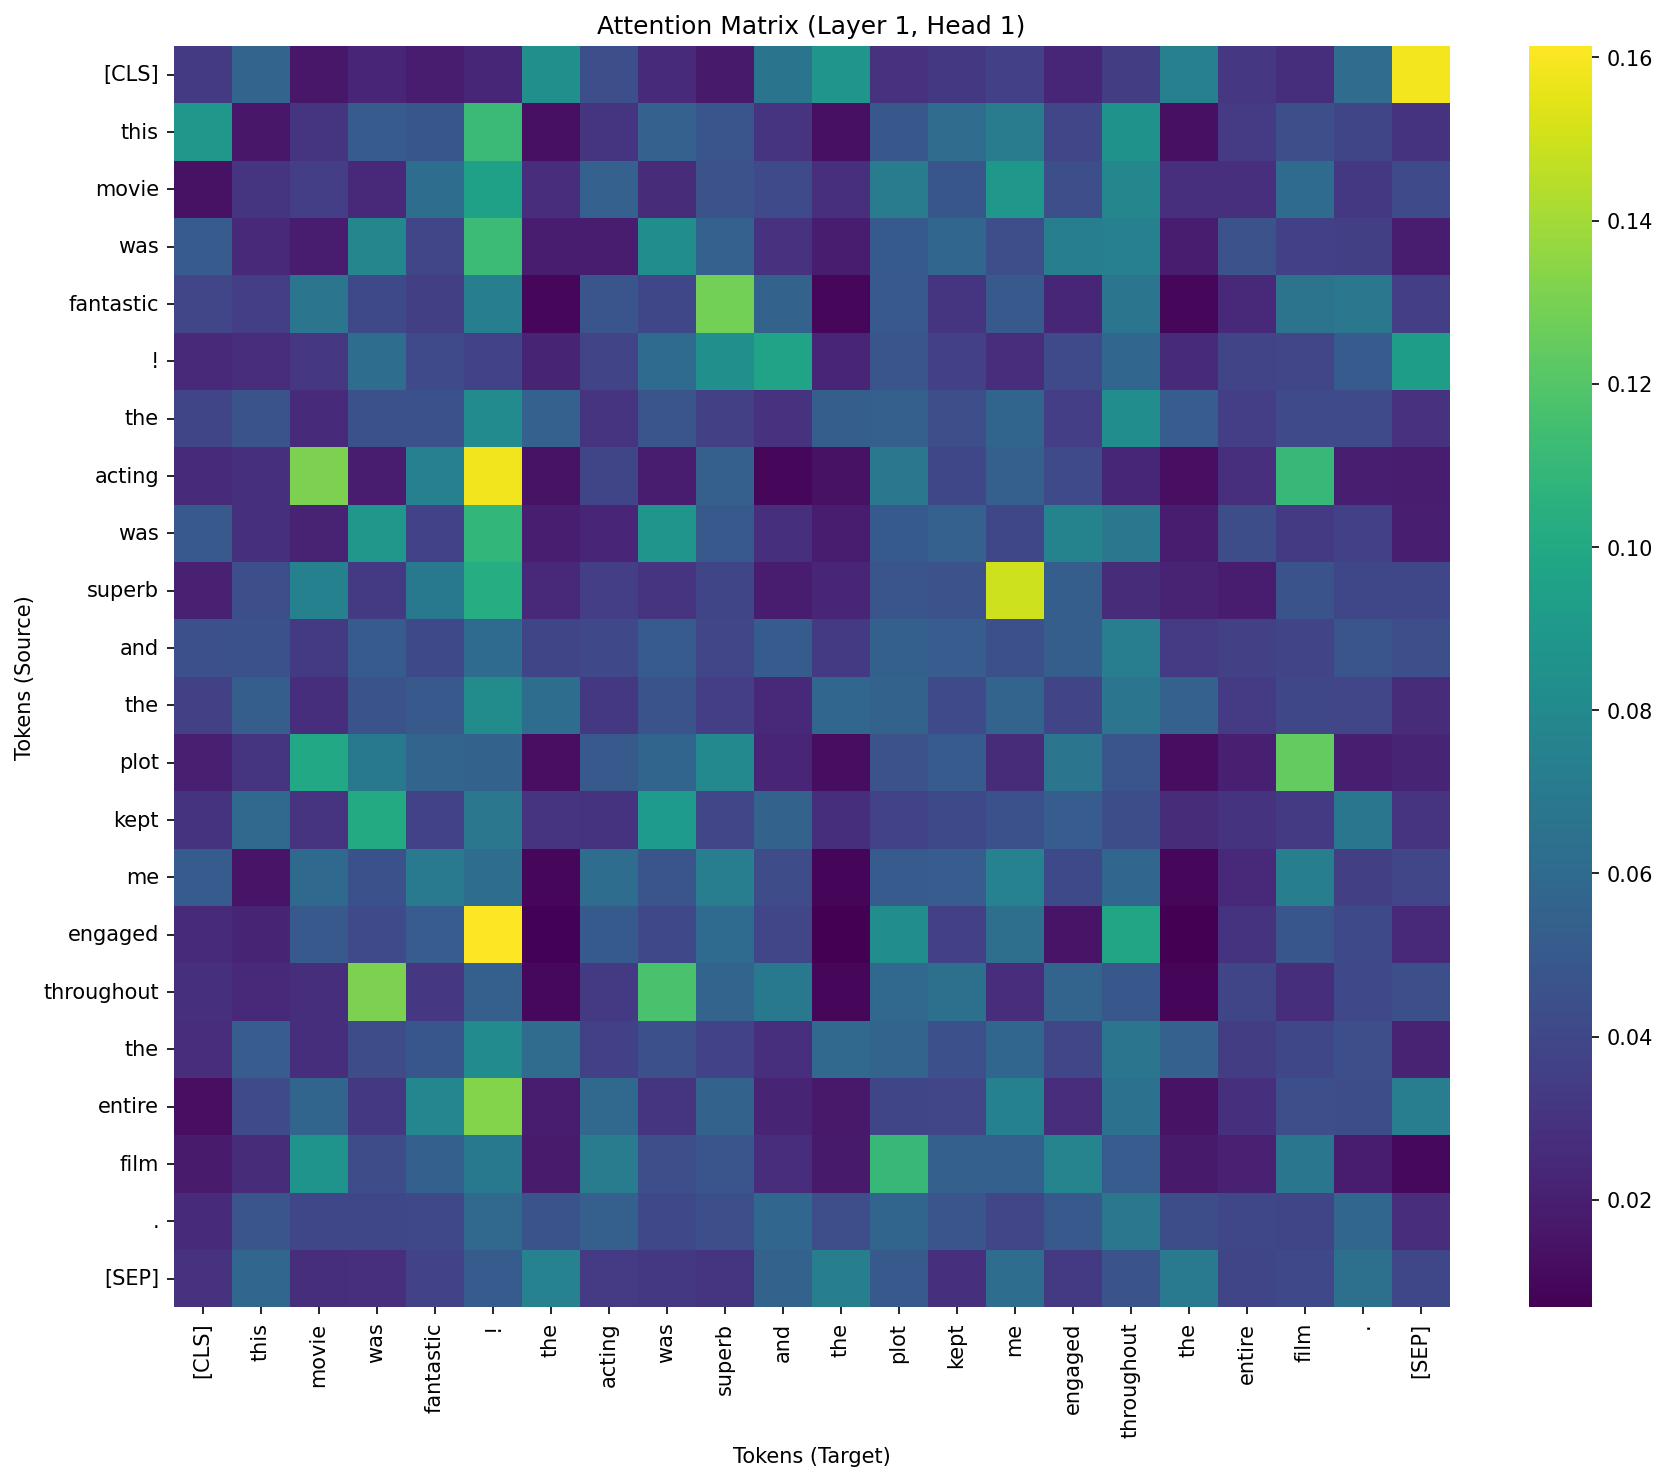 Attention Matrix (Layer 1, Head 1)
[CLS]
this
movie
was
fantastic
!
the
acting
was
superb
and
the
plot
kept
me
engaged
throughout
the
entire
film
.
[SEP]
Tokens (Source)
[CLS]
this
movie
was
fantastic
!
the
acting
was
superb
and
the
plot
kept
me
engaged
throughout
the
entire
film
.
[SEP]
Tokens (Target)
0.16
0.14
0.12
0.10
0.08
0.06
0.04
0.02